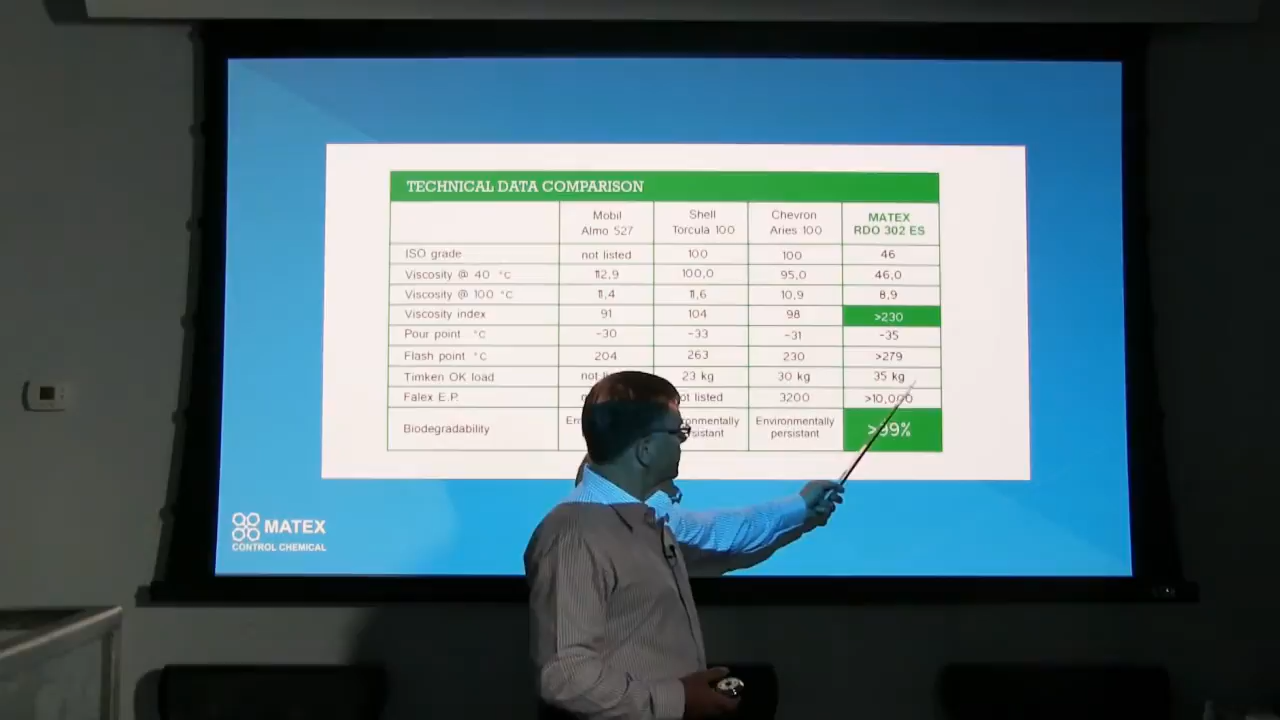 TECHNICAL DATA COMPARISON
Mobil Almo 527 Shell Torcula 100 Chevron Aries 100 MATEX RDO 302 ES
ISO grade not listed 100 100 46
Viscosity @ 40 °C 112,9 100,0 95,0 46,0
Viscosity @ 100 °C 11,4 11,6 10,9 8,9
Viscosity index 91 104 98 >230
Pour point °C -30 -33 -31 -35
Flash point °C 204 263 230 >279
Timken OK load not 23 kg 30 kg 35 kg
Falex E.P. listed 3200 >10,000
Biodegradability Environmentally persistent >99%
MATEX
CONTROL CHEMICAL